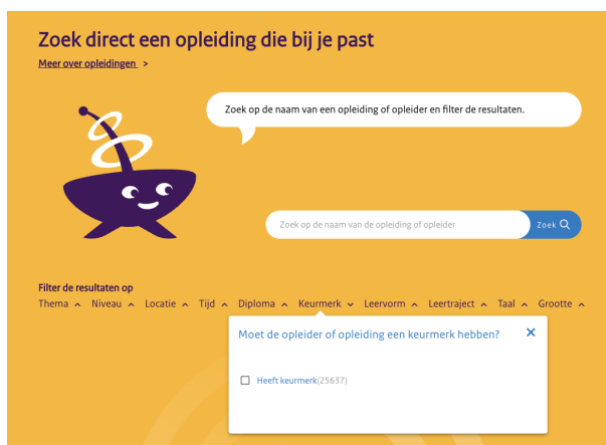 Zoek direct een opleiding die bij je past
Meer over opleidingen >
Zoek op de naam van een opleiding of opleider en filter de resultaten.
Zoek op de naam van de opleiding of opleider
Zoek
Filter de resultaten op
Thema Niveau Locatie Tijd Diploma Keurmerk Leervorm Leertraject Taal Grootte
Moet de opleider of opleiding een keurmerk hebben?
Heeft keurmerk(25637)